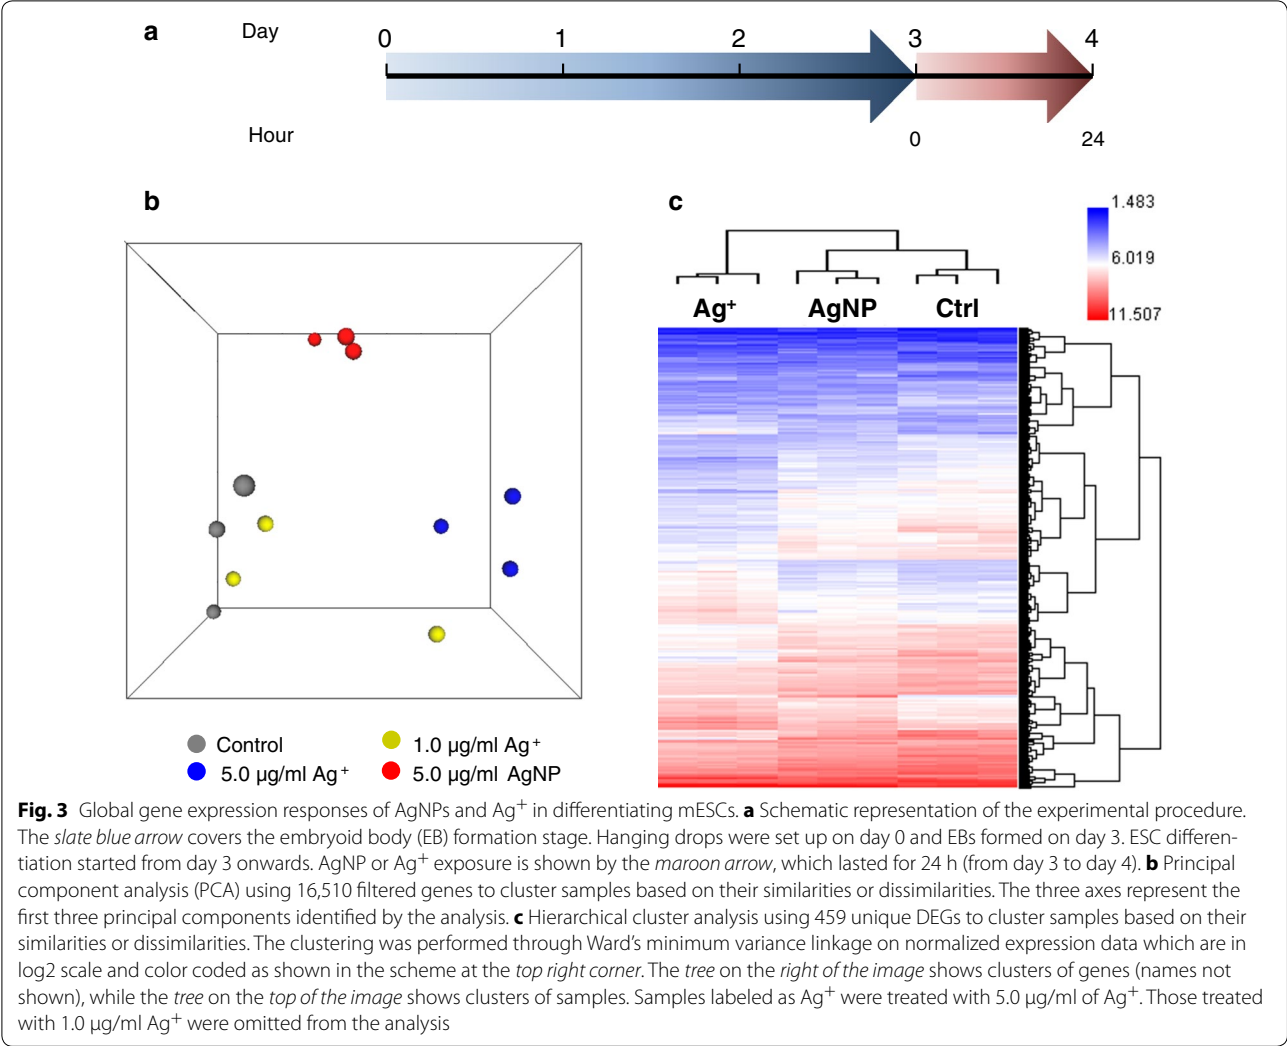 a
Day
0 1 2 3 4
Hour
0 24
b
c
1.483
6.019
11.507
Ag⁺ AgNP Ctrl
Control
1.0 µg/ml Ag⁺
5.0 µg/ml Ag⁺
5.0 µg/ml AgNP
Fig. 3 Global gene expression responses of AgNPs and Ag⁺ in differentiating mESCs. a Schematic representation of the experimental procedure.
The slate blue arrow covers the embryoid body (EB) formation stage. Hanging drops were set up on day 0 and EBs formed on day 3. ESC differen-
tiation started from day 3 onwards. AgNP or Ag⁺ exposure is shown by the maroon arrow, which lasted for 24 h (from day 3 to day 4). b Principal
component analysis (PCA) using 16,510 filtered genes to cluster samples based on their similarities or dissimilarities. The three axes represent the
first three principal components identified by the analysis. c Hierarchical cluster analysis using 459 unique DEGs to cluster samples based on their
similarities or dissimilarities. The clustering was performed through Ward's minimum variance linkage on normalized expression data which are in
log2 scale and color coded as shown in the scheme at the top right corner. The tree on the right of the image shows clusters of genes (names not
shown), while the tree on the top of the image shows clusters of samples. Samples labeled as Ag⁺ were treated with 5.0 µg/ml of Ag⁺. Those treated
with 1.0 µg/ml Ag⁺ were omitted from the analysis